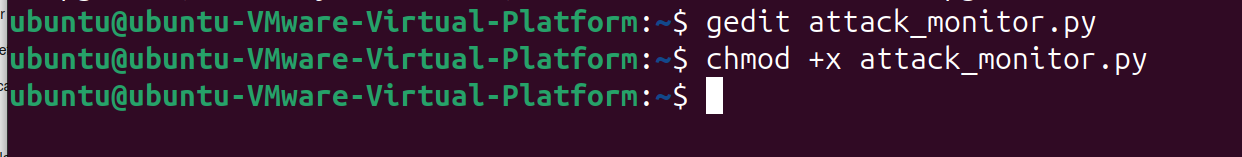 ubuntu@ubuntu-VMware-Virtual-Platform:~$ gedit attack_monitor.py
ubuntu@ubuntu-VMware-Virtual-Platform:~$ chmod +x attack_monitor.py
ubuntu@ubuntu-VMware-Virtual-Platform:~$